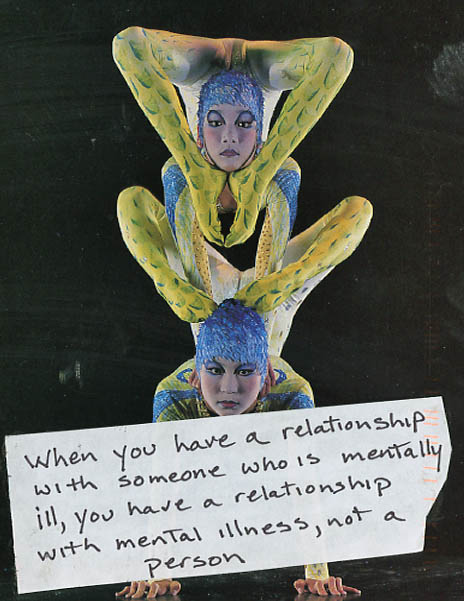 When you have a relationship
with someone who is mentally
ill, you have a relationship
with mental illness, not a
person